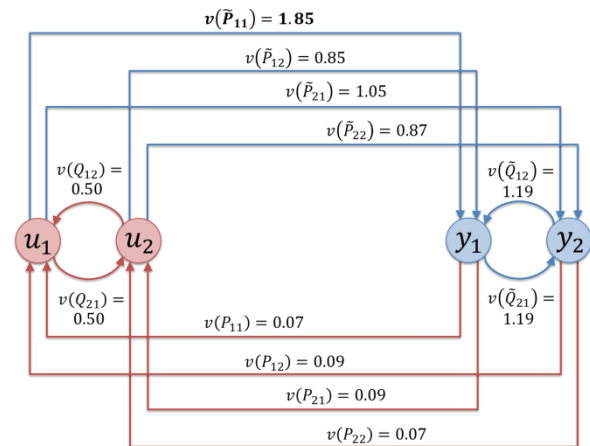 v(P̃₁₁) = 1.85
v(P̃₁₂) = 0.85
v(P̃₂₁) = 1.05
v(P̃₂₂) = 0.87
v(Q₁₂) =
0.50
v(Q̃₁₂) =
1.19
u₁
u₂
y₁
y₂
v(Q₂₁) =
0.50
v(Q̃₂₁) =
1.19
v(P₁₁) = 0.07
v(P₁₂) = 0.09
v(P₂₁) = 0.09
v(P₂₂) = 0.07